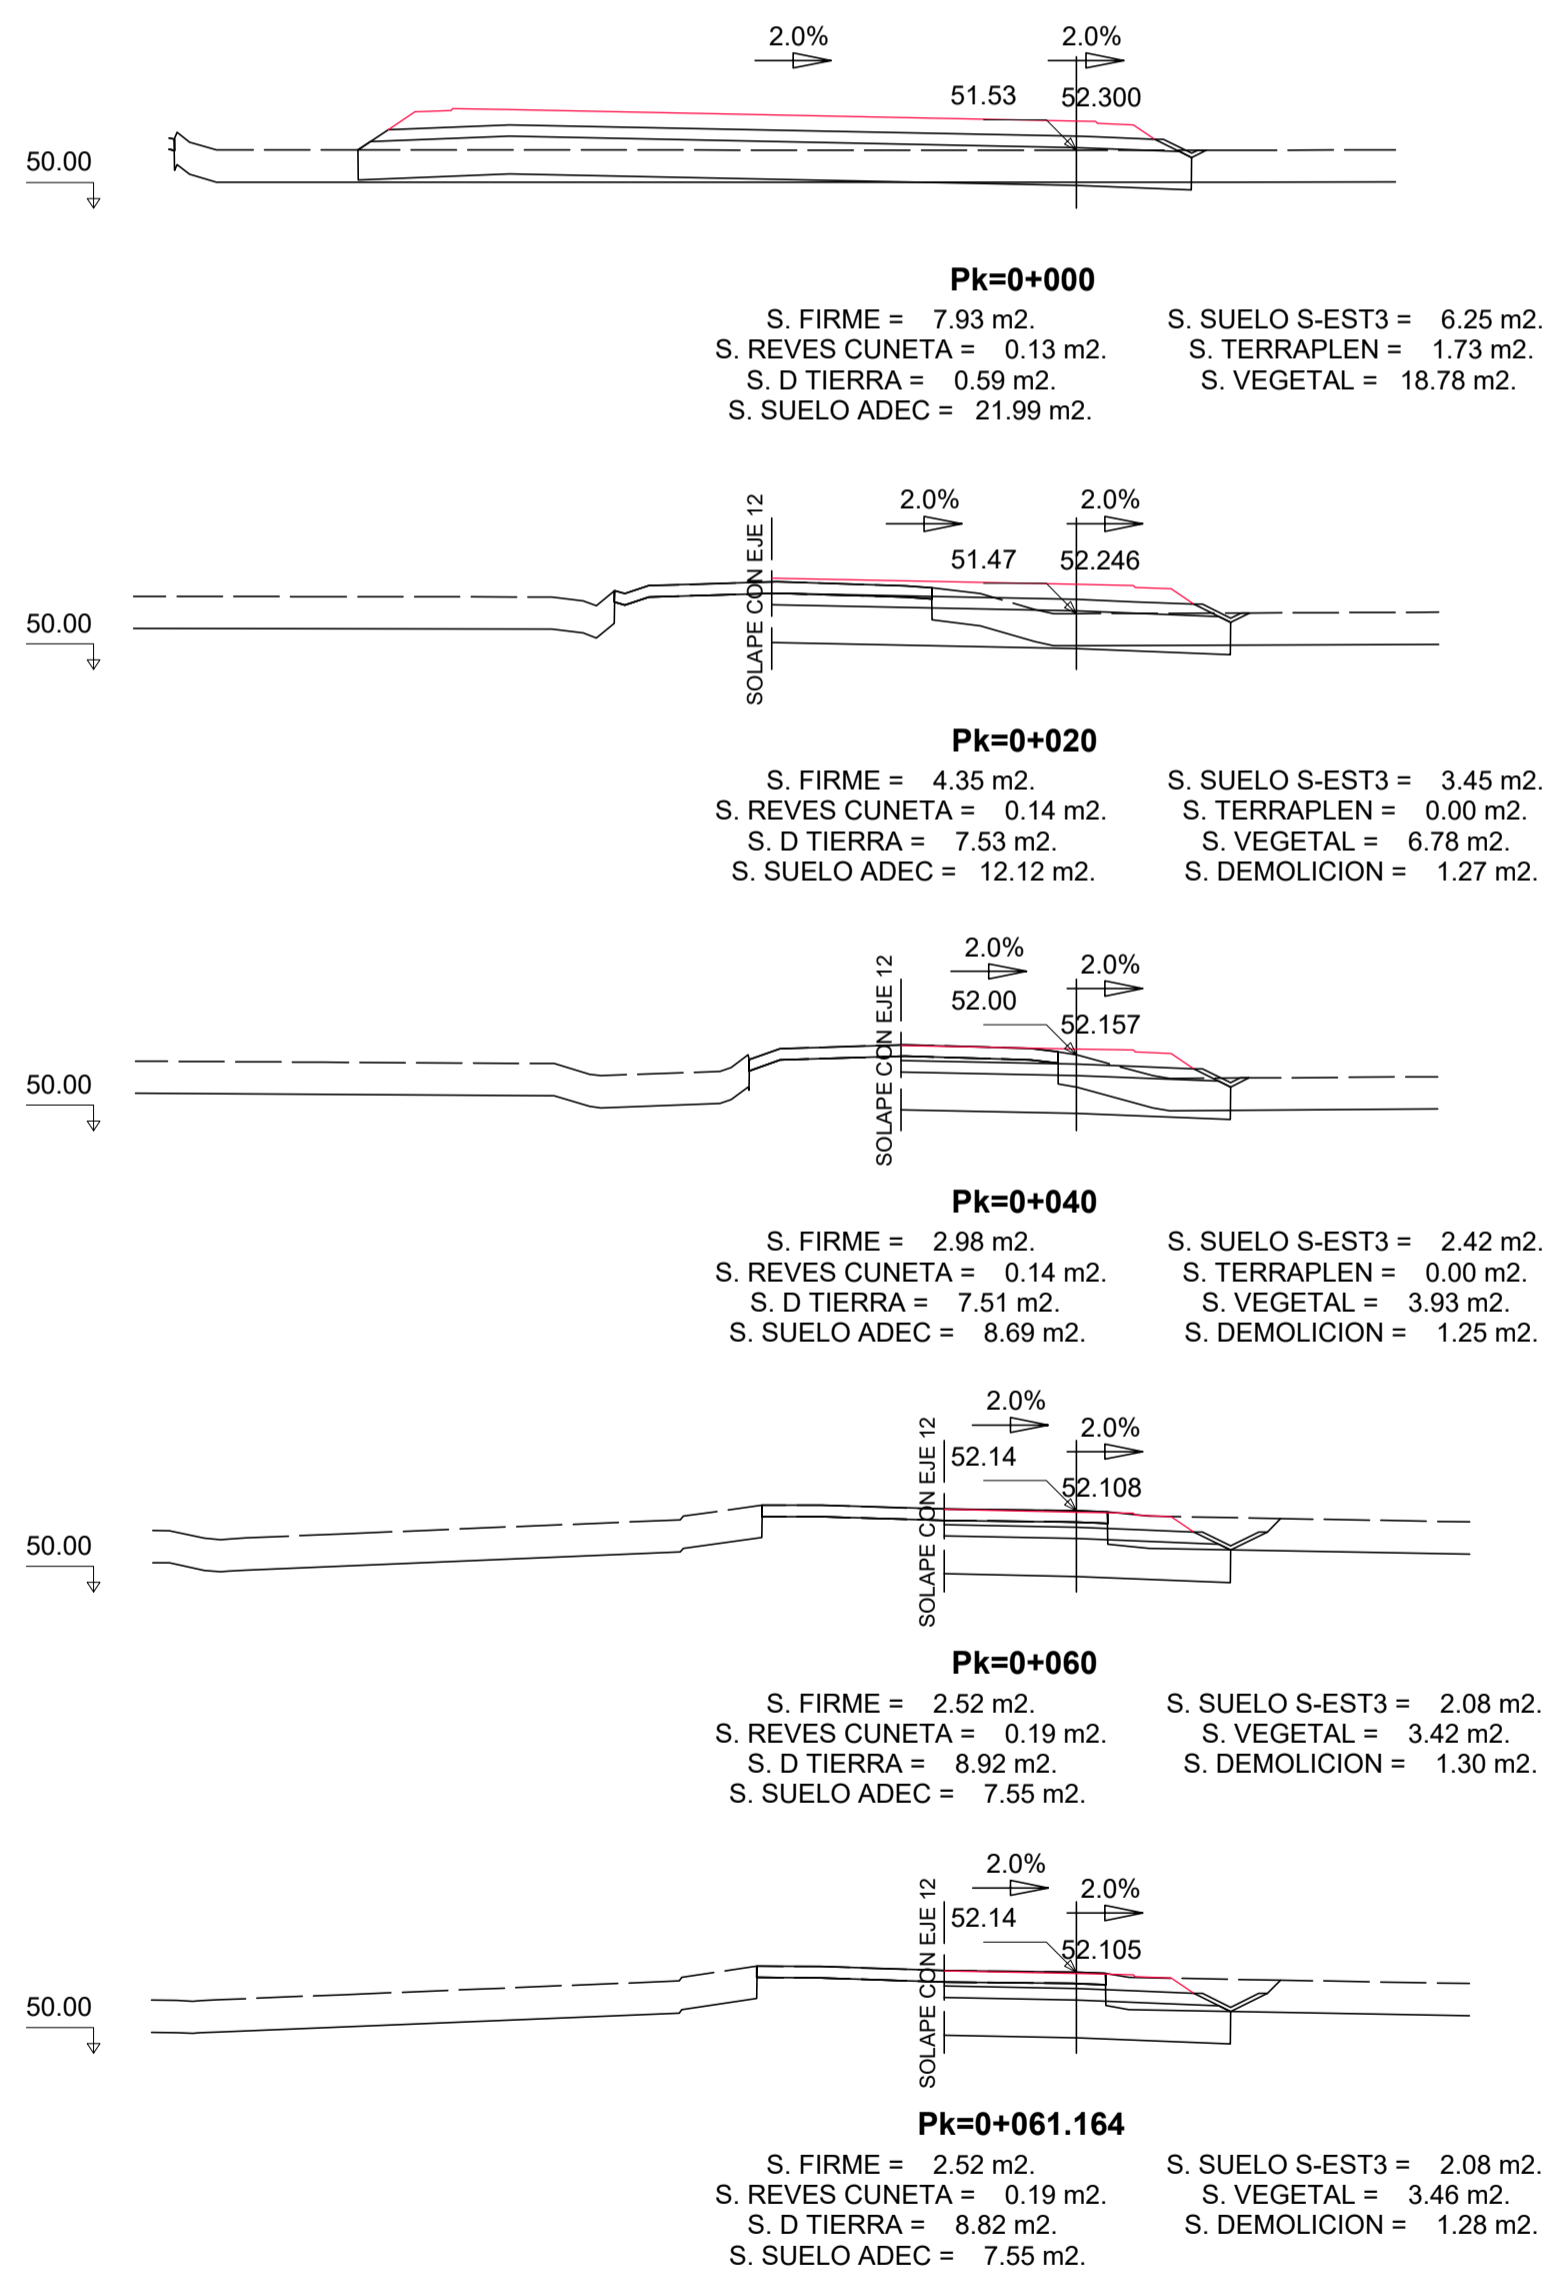 2.0% 2.0%
51.53 52.300
50.00
Pk=0+000
S. FIRME = 7.93 m2. S. SUELO S-EST3 = 6.25 m2.
S. REVES CUNETA = 0.13 m2. S. TERRAPLEN = 1.73 m2.
S. D TIERRA = 0.59 m2. S. VEGETAL = 18.78 m2.
S. SUELO ADEC = 21.99 m2.
SOLAPE CON EJE 12
2.0% 2.0%
51.47 52.246
50.00
Pk=0+020
S. FIRME = 4.35 m2. S. SUELO S-EST3 = 3.45 m2.
S. REVES CUNETA = 0.14 m2. S. TERRAPLEN = 0.00 m2.
S. D TIERRA = 7.53 m2. S. VEGETAL = 6.78 m2.
S. SUELO ADEC = 12.12 m2. S. DEMOLICION = 1.27 m2.
SOLAPE CON EJE 12
2.0% 2.0%
52.00 52.157
50.00
Pk=0+040
S. FIRME = 2.98 m2. S. SUELO S-EST3 = 2.42 m2.
S. REVES CUNETA = 0.14 m2. S. TERRAPLEN = 0.00 m2.
S. D TIERRA = 7.51 m2. S. VEGETAL = 3.93 m2.
S. SUELO ADEC = 8.69 m2. S. DEMOLICION = 1.25 m2.
SOLAPE CON EJE 12
2.0% 2.0%
52.14 52.108
50.00
Pk=0+060
S. FIRME = 2.52 m2. S. SUELO S-EST3 = 2.08 m2.
S. REVES CUNETA = 0.19 m2. S. VEGETAL = 3.42 m2.
S. D TIERRA = 8.92 m2. S. DEMOLICION = 1.30 m2.
S. SUELO ADEC = 7.55 m2.
SOLAPE CON EJE 12
2.0% 2.0%
52.14 52.105
50.00
Pk=0+061.164
S. FIRME = 2.52 m2. S. SUELO S-EST3 = 2.08 m2.
S. REVES CUNETA = 0.19 m2. S. VEGETAL = 3.46 m2.
S. D TIERRA = 8.82 m2. S. DEMOLICION = 1.28 m2.
S. SUELO ADEC = 7.55 m2.